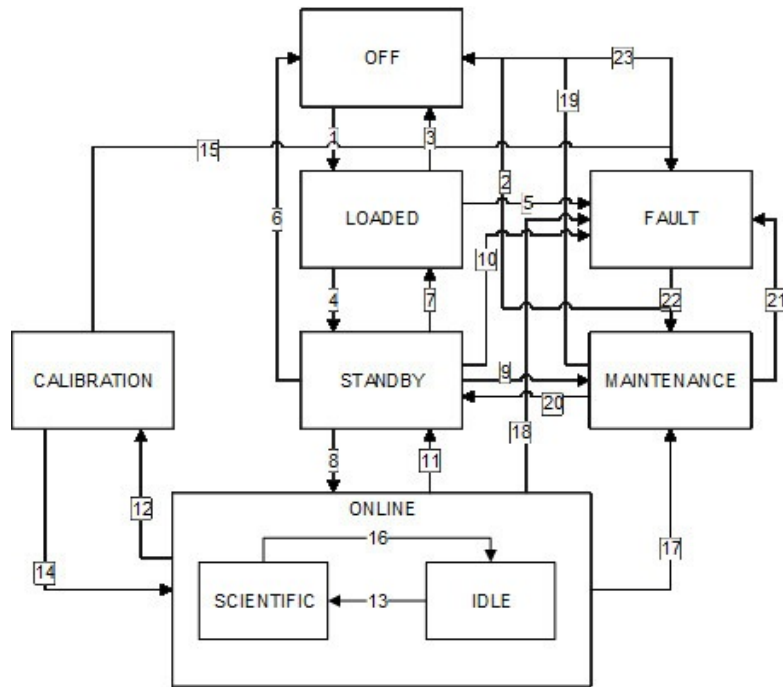 OFF
23
19
1
3
15
2
5
6
LOADED
FAULT
10
4
7
22
21
CALIBRATION
STANDBY
9
MAINTENANCE
20
18
8
11
12
ONLINE
16
17
14
SCIENTIFIC
13
IDLE